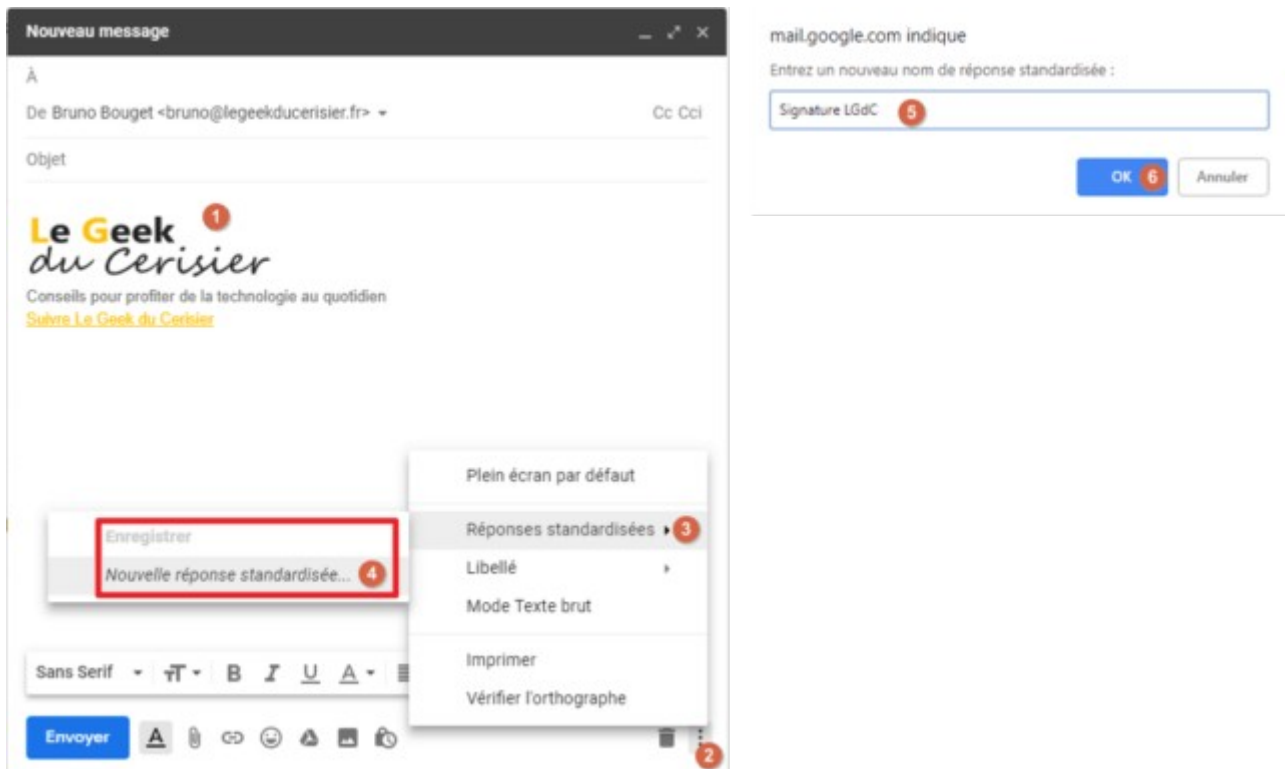 Nouveau message
À
De Bruno Bouget <bruno@legeekducerisier.fr>
Cc Cci
Objet
Le Geek
1
du Cerisier
Conseils pour profiter de la technologie au quotidien
Suivre Le Geek du Cerisier
Plein écran par défaut
Réponses standardisées 3
Enregistrer
Nouvelle réponse standardisée... 4
Libellé
Mode Texte brut
Imprimer
Vérifier l'orthographe
Sans Serif
B I U A
Envoyer
A
2
mail.google.com indique
Entrez un nouveau nom de réponse standardisée :
Signature LGdC 5
OK 6
Annuler